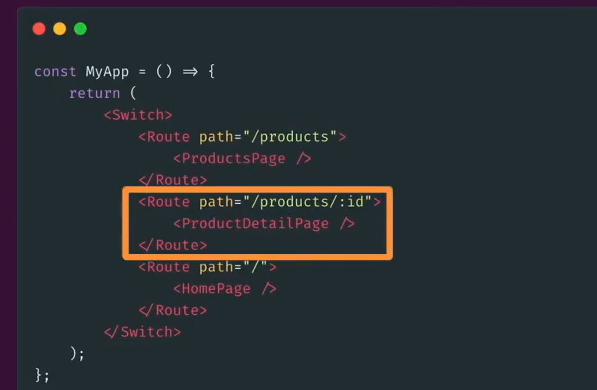 const MyApp = () => {
return (
<Switch>
<Route path="/products">
<ProductsPage />
</Route>
<Route path="/products/:id">
<ProductDetailPage />
</Route>
<Route path="/">
<HomePage />
</Route>
</Switch>
);
};